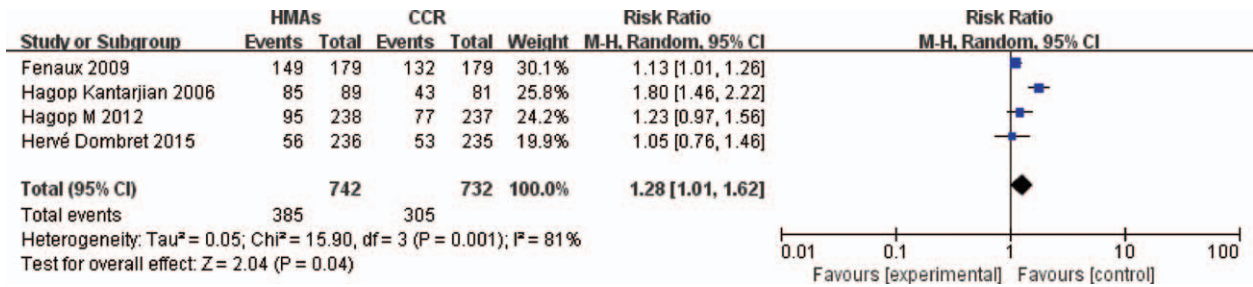 HMAs CCR Risk Ratio Risk Ratio
Study or Subgroup Events Total Events Total Weight M-H, Random, 95% CI M-H, Random, 95% CI
Fenaux 2009 149 179 132 179 30.1% 1.13 [1.01, 1.26]
Hagop Kantarjian 2006 85 89 43 81 25.8% 1.80 [1.46, 2.22]
Hagop M 2012 95 238 77 237 24.2% 1.23 [0.97, 1.56]
Hervé Dombret 2015 56 236 53 235 19.9% 1.05 [0.76, 1.46]
Total (95% CI) 742 732 100.0% 1.28 [1.01, 1.62]
Total events 385 305
Heterogeneity: Tau² = 0.05; Chi² = 15.90, df = 3 (P = 0.001); I² = 81%
Test for overall effect: Z = 2.04 (P = 0.04)
0.01 0.1 1 10 100
Favours [experimental] Favours [control]